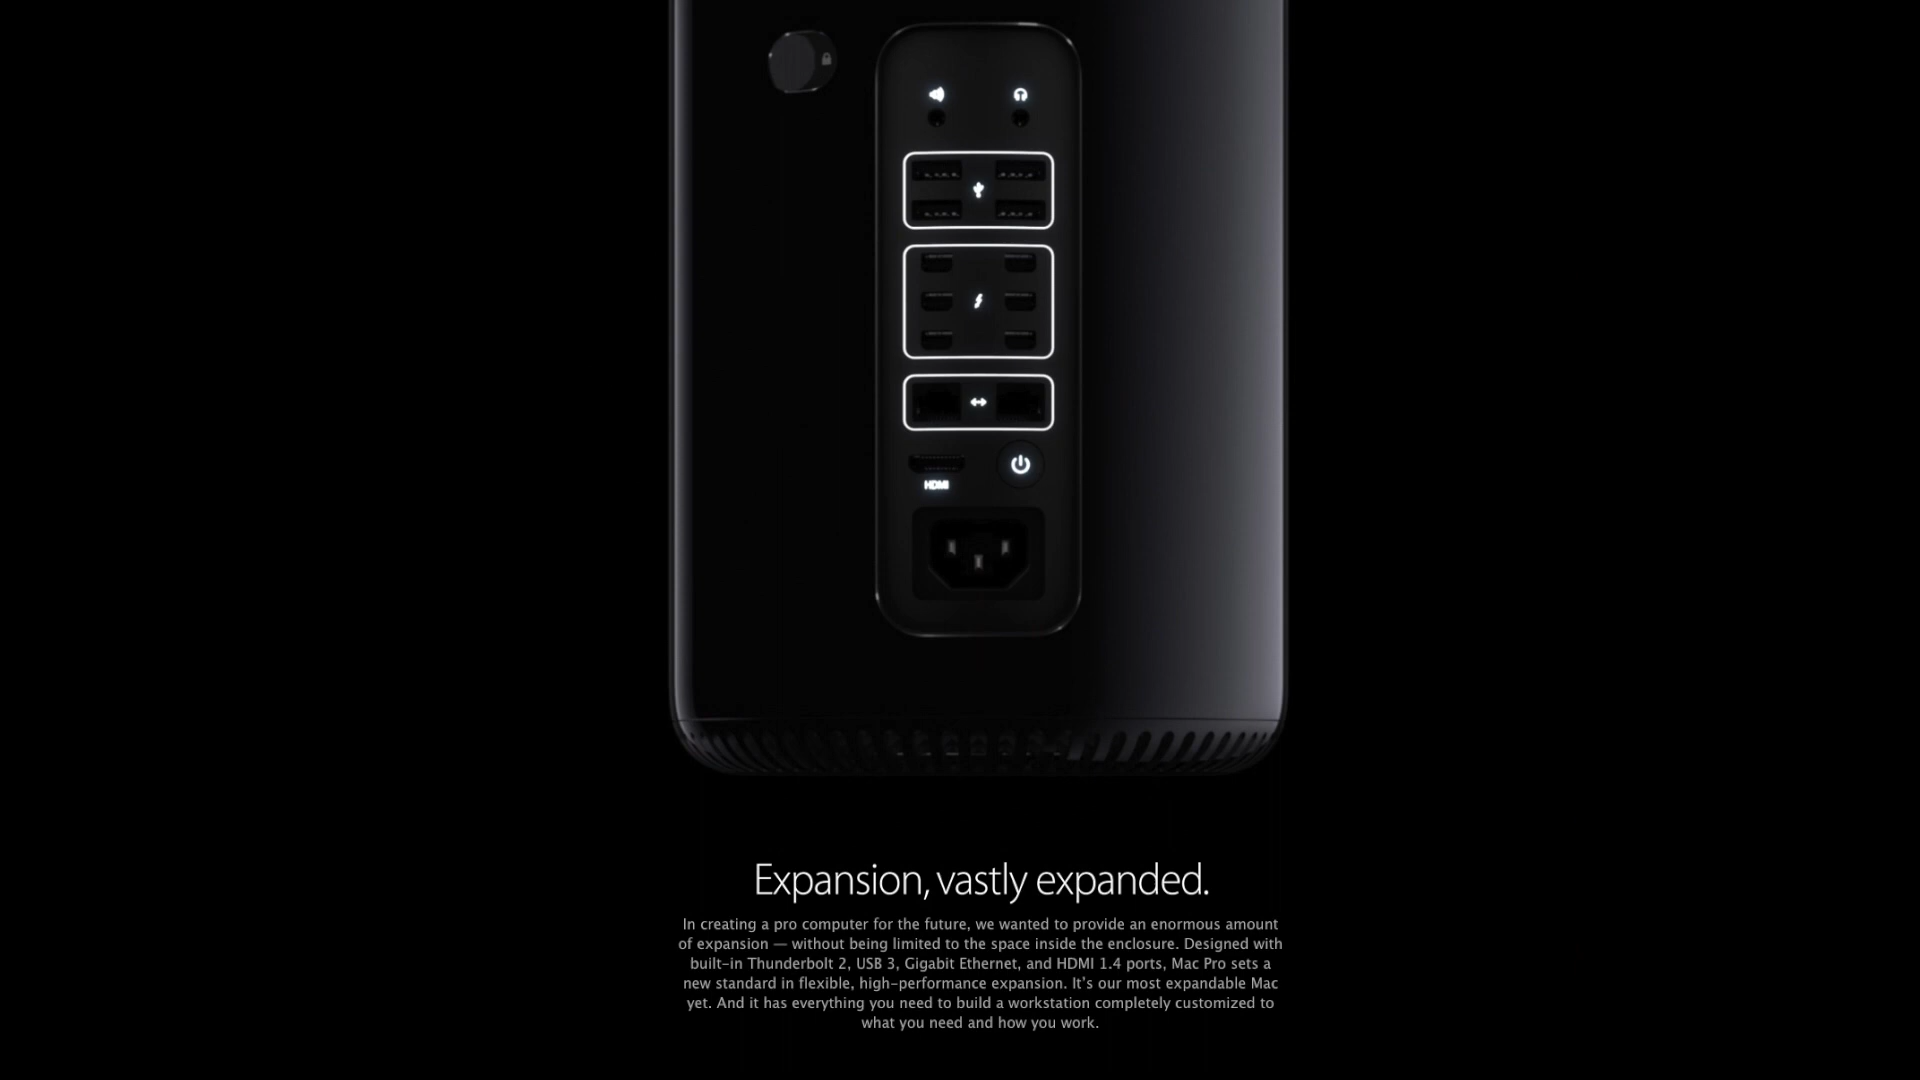 HDMI
Expansion, vastly expanded.
In creating a pro computer for the future, we wanted to provide an enormous amount
of expansion — without being limited to the space inside the enclosure. Designed with
built-in Thunderbolt 2, USB 3, Gigabit Ethernet, and HDMI 1.4 ports, Mac Pro sets a
new standard in flexible, high-performance expansion. It’s our most expandable Mac
yet. And it has everything you need to build a workstation completely customized to
what you need and how you work.